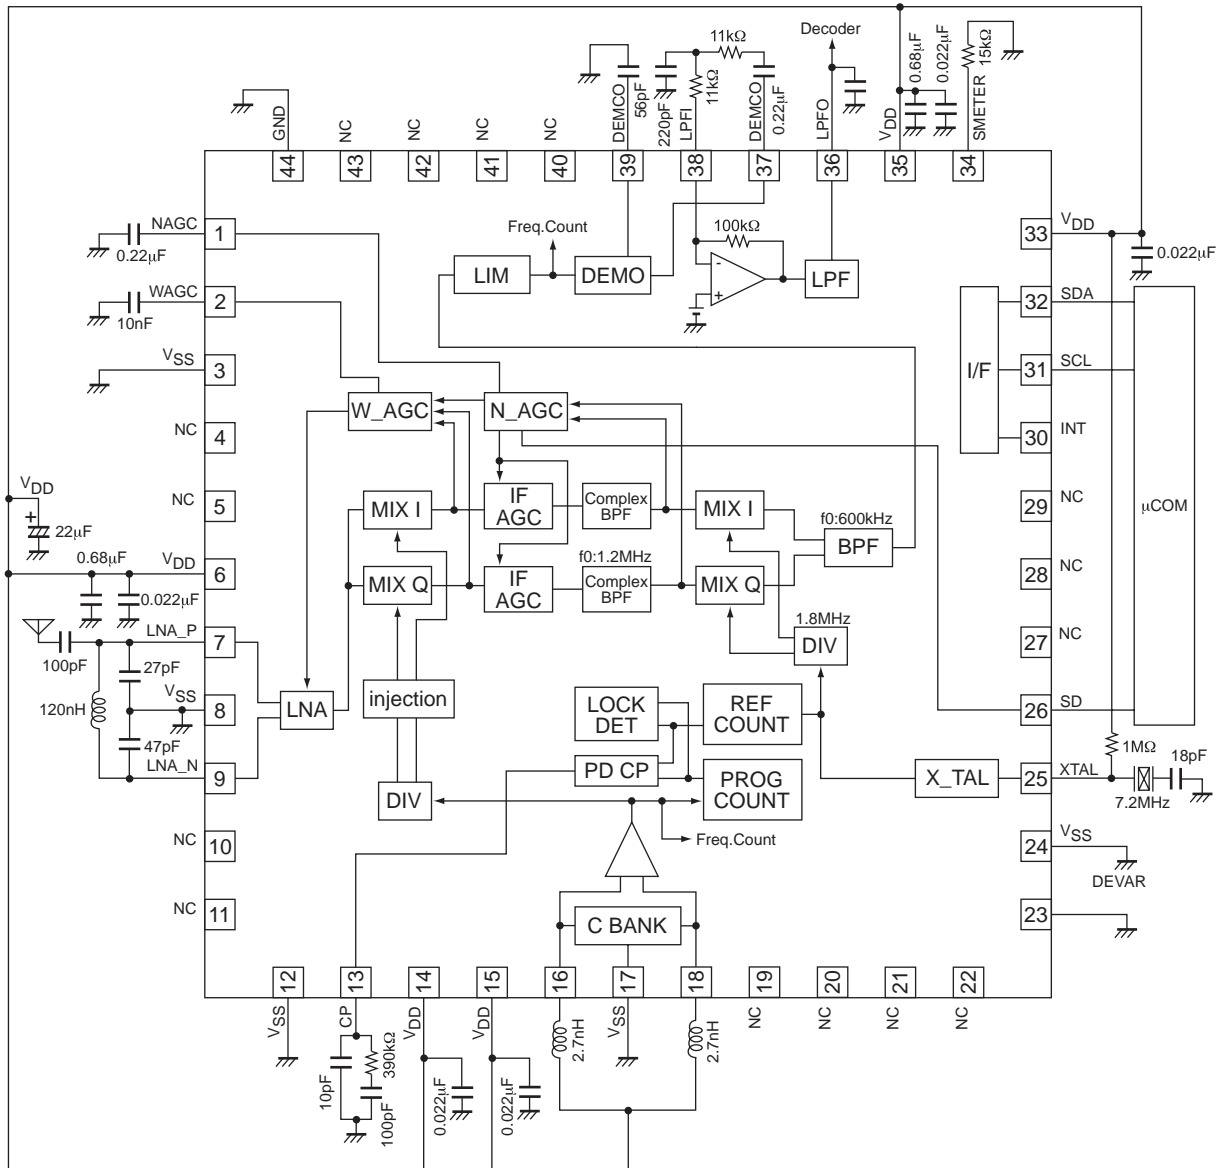 Decoder
11kΩ
0.68µF
0.022µF
15kΩ
56pF
220pF
11kΩ
0.22µF
GND
NC
NC
NC
NC
DEMCO
LPFI
DEMCO
LPFO
VDD
SMETER
44
43
42
41
40
39
38
37
36
35
34
NAGC
1
0.22µF
WAGC
2
10nF
VSS
3
NC
4
NC
5
VDD
+
22µF
0.68µF
VDD
6
0.022µF
LNA_P
7
100pF
27pF
VSS
8
120nH
47pF
LNA_N
9
NC
10
NC
11
Freq.Count
100kΩ
LIM
DEMO
-
+
LPF
W_AGC
N_AGC
MIX I
IF AGC
Complex BPF
MIX I
f0:600kHz
BPF
f0:1.2MHz
MIX Q
IF AGC
Complex BPF
MIX Q
1.8MHz
DIV
LNA
injection
LOCK DET
REF COUNT
PD CP
PROG COUNT
X_TAL
DIV
Freq.Count
C BANK
33
VDD
0.022µF
32
SDA
I/F
31
SCL
30
INT
29
NC
µCOM
28
NC
27
NC
26
SD
1MΩ
18pF
25
XTAL
7.2MHz
24
VSS
DEVAR
23
12
13
14
15
16
17
18
19
20
21
22
VSS
CP
VDD
VDD
2.7nH
VSS
2.7nH
NC
NC
NC
NC
390kΩ
10pF
100pF
0.022µF
0.022µF